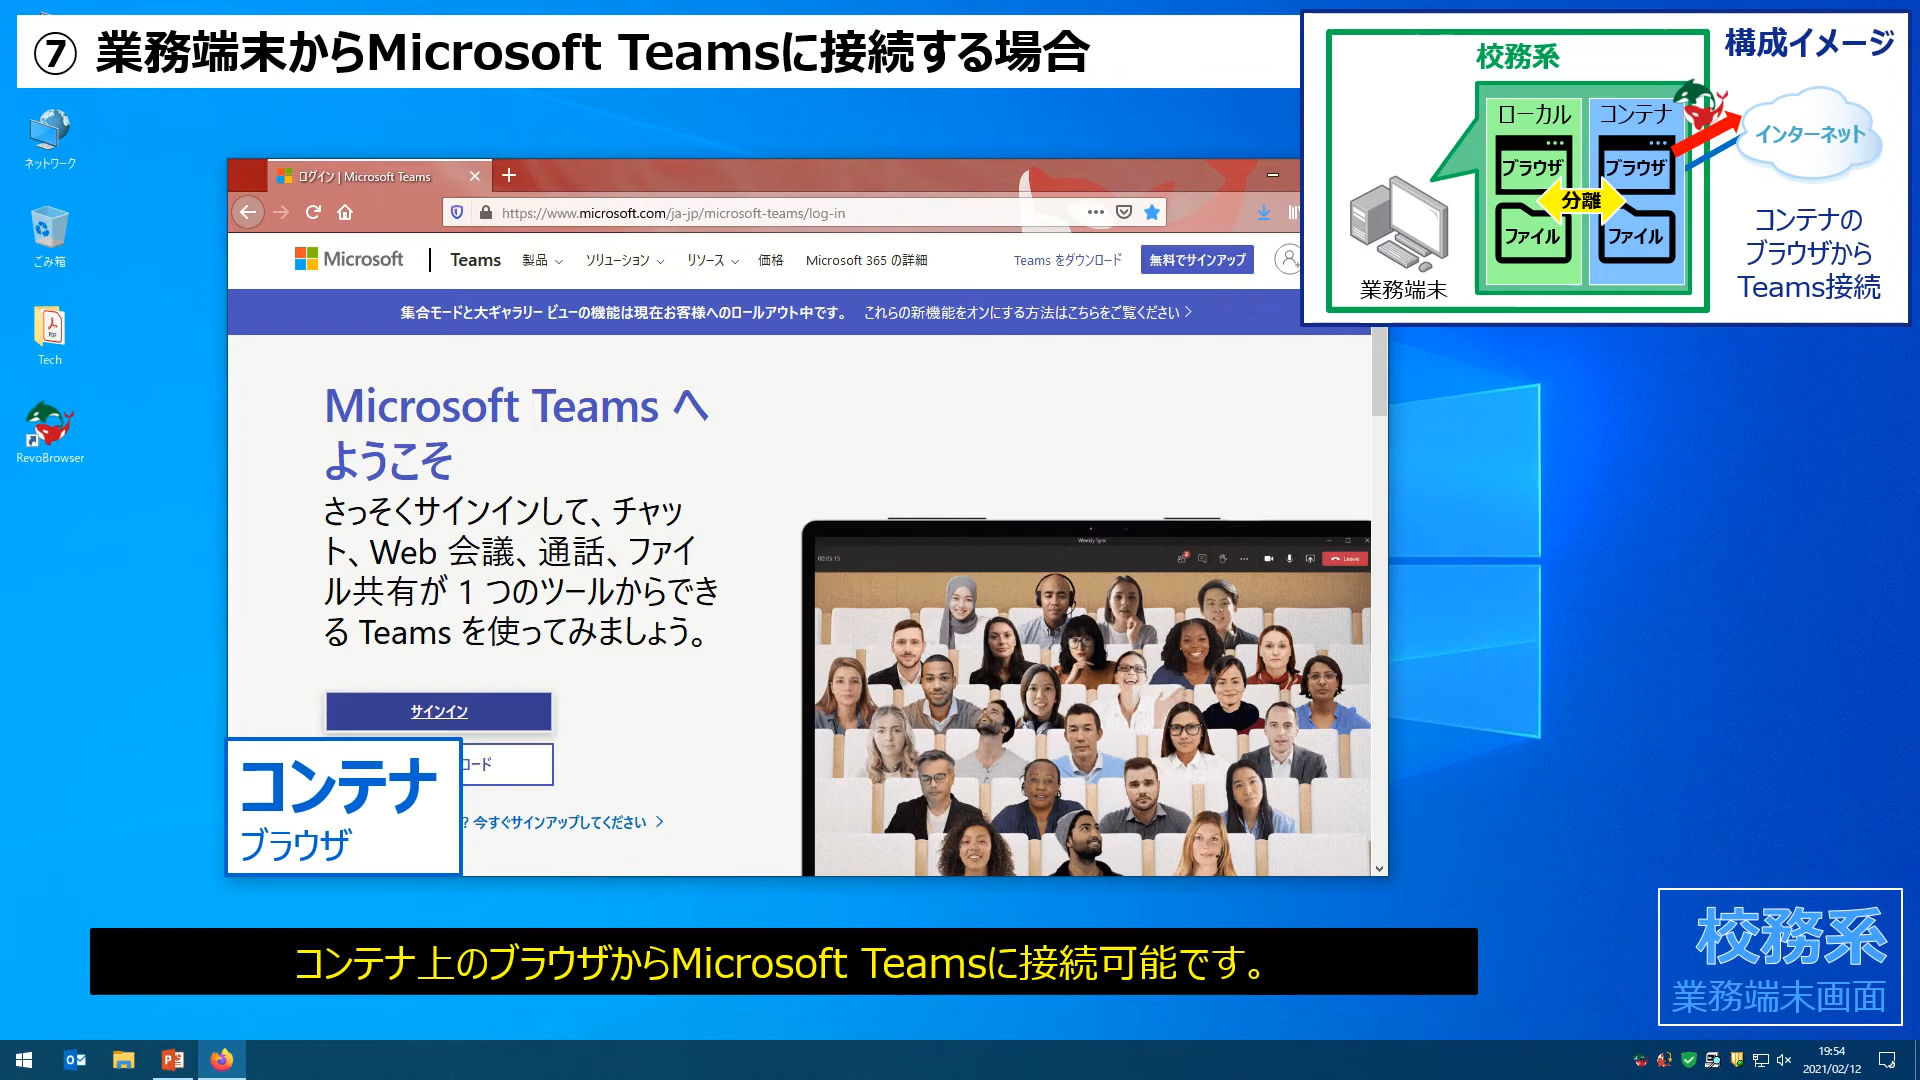 ⑦ 業務端末からMicrosoft Teamsに接続する場合
構成イメージ
校務系
ローカル
コンテナ
ブラウザ
ブラウザ
分離
ファイル
ファイル
インターネット
業務端末
コンテナの
ブラウザから
Teams接続
ネットワーク
ごみ箱
Tech
RevoBrowser
ログイン | Microsoft Teams
https://www.microsoft.com/ja-jp/microsoft-teams/log-in
Microsoft
Teams 製品 ソリューション リソース 価格 Microsoft 365 の詳細
Teams をダウンロード 無料でサインアップ
集合モードと大ギャラリー ビューの機能は現在お客様へのロールアウト中です。 これらの新機能をオンにする方法はこちらをご覧ください
Microsoft Teams へ
ようこそ
さっそくサインインして、チャッ
ト、Web 会議、通話、ファイ
ル共有が 1 つのツールからでき
る Teams を使ってみましょう。
サインイン
ロード
? 今すぐサインアップしてください
Weekly Sync
00:05:15
Leave
コンテナ
ブラウザ
コンテナ上のブラウザからMicrosoft Teamsに接続可能です。
校務系
業務端末画面
19:54
2021/02/12